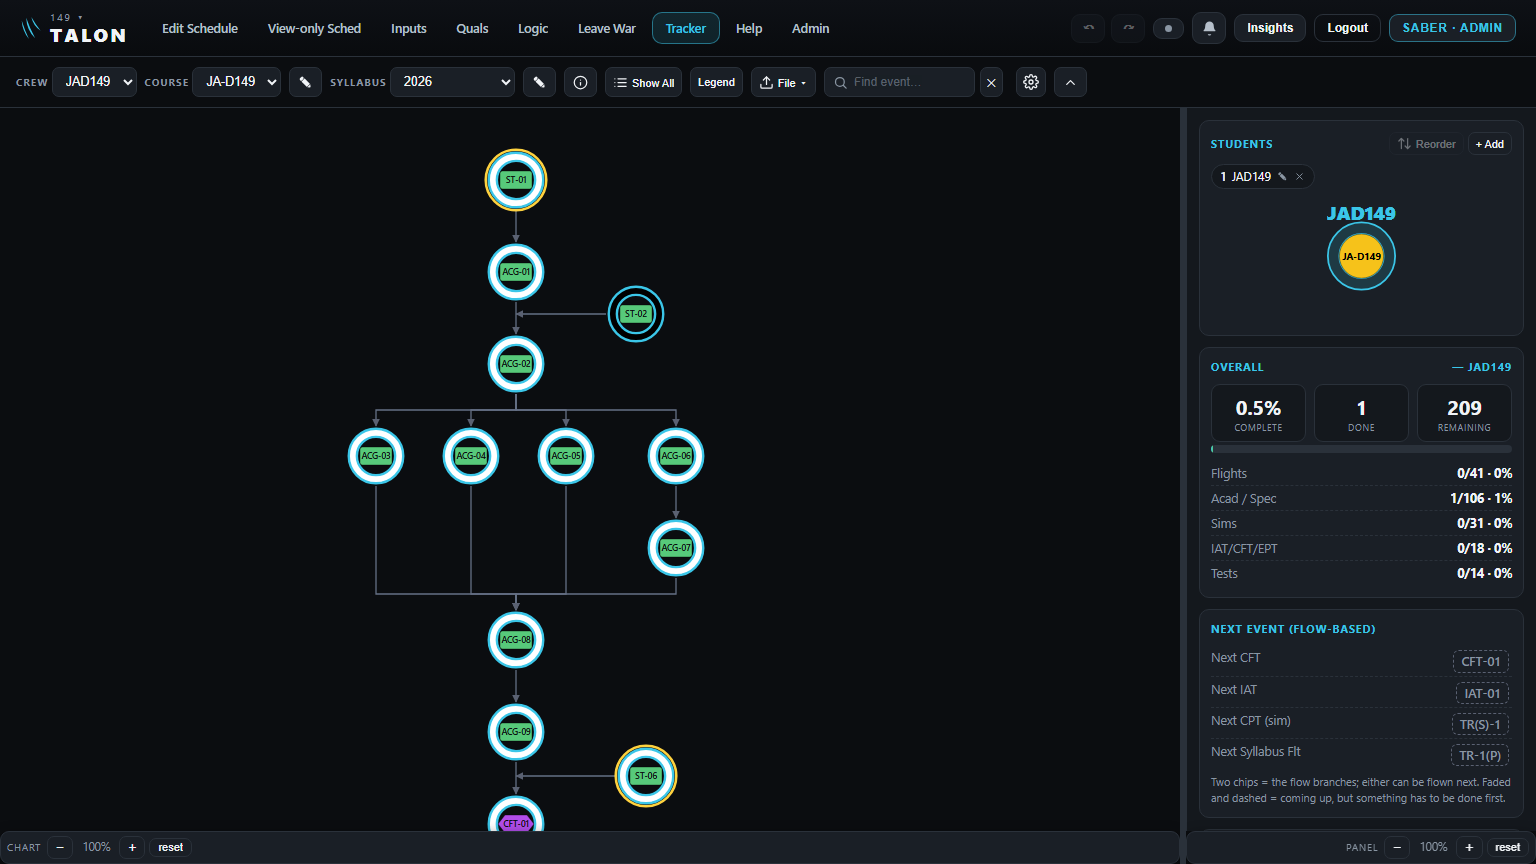 149
TALON
Edit Schedule
View-only Sched
Inputs
Quals
Logic
Leave War
Tracker
Help
Admin
Insights
Logout
SABER · ADMIN
CREW
JAD149
COURSE
JA-D149
SYLLABUS
2026
Show All
Legend
File
Find event...
ST-01
ACG-01
ST-02
ACG-02
ACG-03
ACG-04
ACG-05
ACG-06
ACG-07
ACG-08
ACG-09
ST-06
CFT-01
STUDENTS
Reorder
+ Add
1 JAD149
JAD149
JA-D149
OVERALL
— JAD149
0.5%
COMPLETE
1
DONE
209
REMAINING
Flights 0/41 · 0%
Acad / Spec 1/106 · 1%
Sims 0/31 · 0%
IAT/CFT/EPT 0/18 · 0%
Tests 0/14 · 0%
NEXT EVENT (FLOW-BASED)
Next CFT CFT-01
Next IAT IAT-01
Next CPT (sim) TR(S)-1
Next Syllabus Flt TR-1(P)
Two chips = the flow branches; either can be flown next. Faded
and dashed = coming up, but something has to be done first.
CHART − 100% + reset
PANEL − 100% + reset